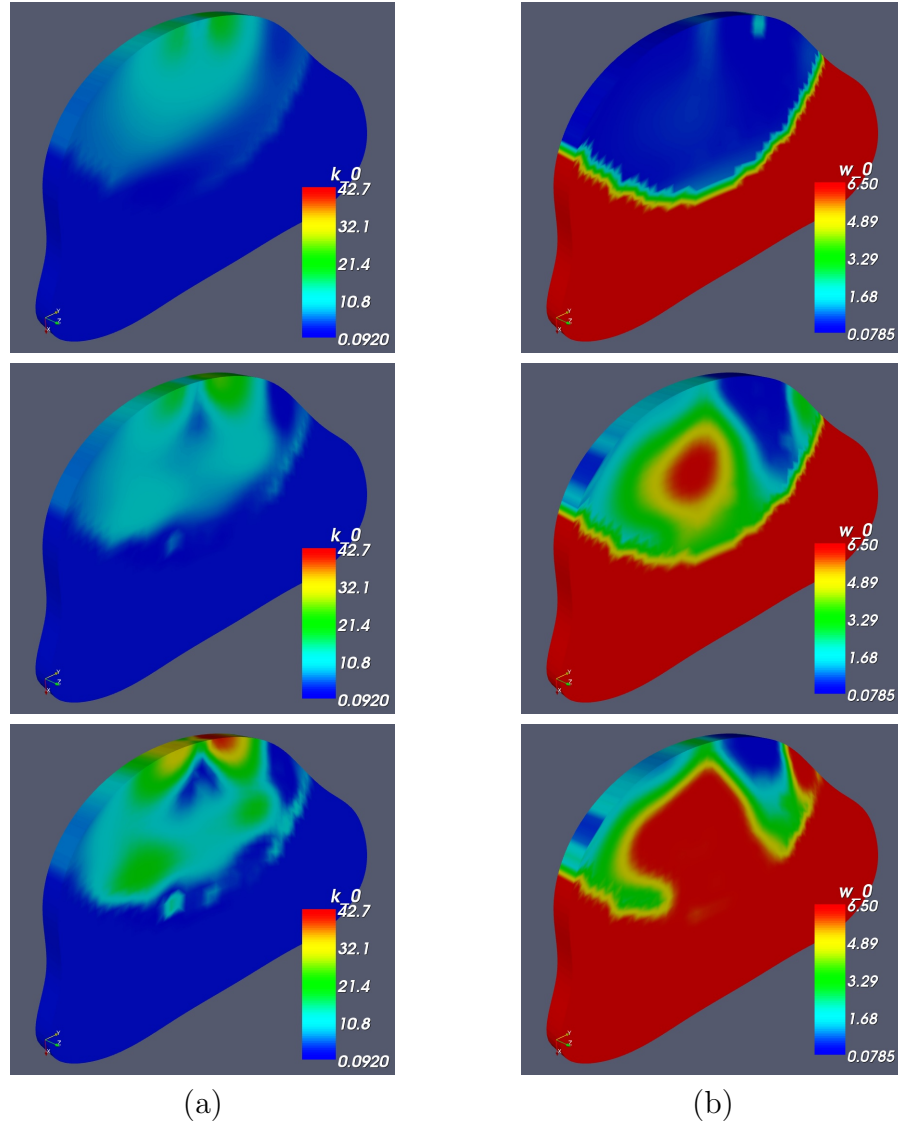 k_0
42.7
32.1
21.4
10.8
0.0920
Y
Z
X
w_0
6.50
4.89
3.29
1.68
0.0785
Y
Z
X
k_0
42.7
32.1
21.4
10.8
0.0920
Y
Z
X
w_0
6.50
4.89
3.29
1.68
0.0785
Y
Z
X
k_0
42.7
32.1
21.4
10.8
0.0920
Y
Z
X
w_0
6.50
4.89
3.29
1.68
0.0785
Y
Z
X
(a)
(b)